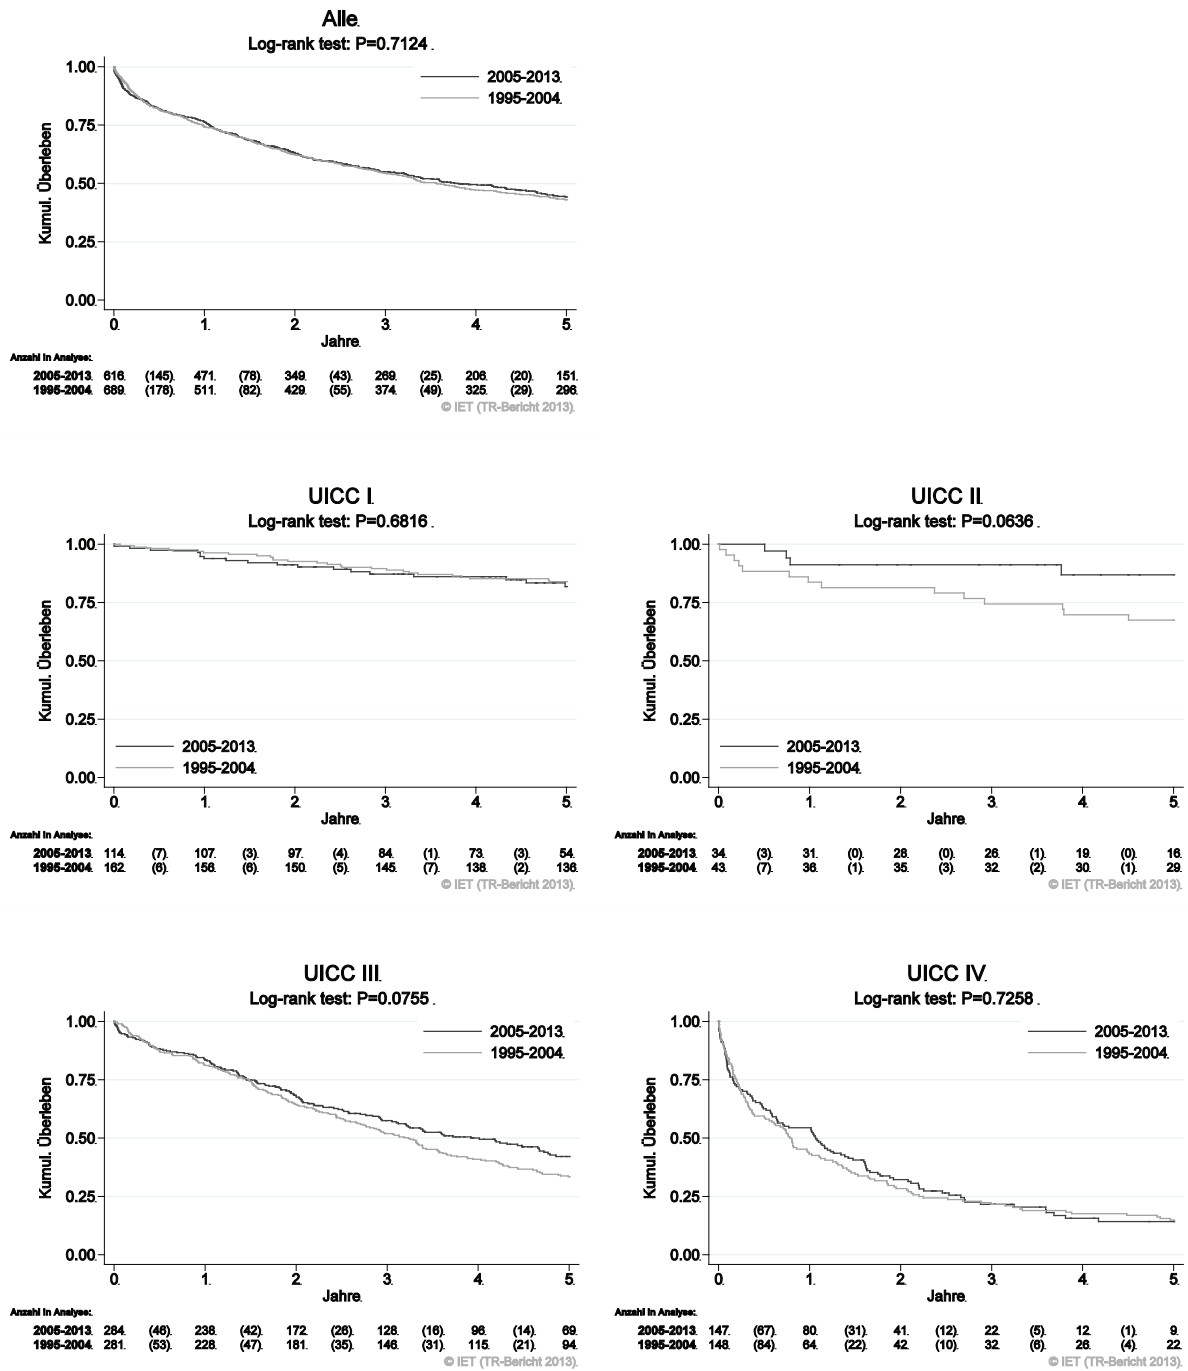 Alle.
Log-rank test: P=0.7124 .
2005-2013.
1995-2004.
1.00.
0.75.
0.50.
0.25.
0.00.
Kumul. Überleben
0. 1. 2. 3. 4. 5.
Jahre.
Anzahl in Analyse:.
2005-2013. 616. (145). 471. (78). 349. (43). 269. (25). 206. (20). 151.
1995-2004. 689. (178). 511. (82). 429. (55). 374. (49). 325. (29). 296.
© IET (TR-Bericht 2013).
UICC I.
Log-rank test: P=0.6816 .
1.00.
0.75.
0.50.
0.25.
0.00.
Kumul. Überleben
2005-2013.
1995-2004.
0. 1. 2. 3. 4. 5.
Jahre.
Anzahl in Analyse:.
2005-2013. 114. (7). 107. (3). 97. (4). 84. (1). 73. (3). 54.
1995-2004. 162. (6). 156. (6). 150. (5). 145. (7). 138. (2). 136.
© IET (TR-Bericht 2013).
UICC II.
Log-rank test: P=0.0636 .
1.00.
0.75.
0.50.
0.25.
0.00.
Kumul. Überleben
2005-2013.
1995-2004.
0. 1. 2. 3. 4. 5.
Jahre.
Anzahl in Analyse:.
2005-2013. 34. (3). 31. (0). 28. (0). 26. (1). 19. (0). 16.
1995-2004. 43. (7). 36. (1). 35. (3). 32. (2). 30. (1). 29.
© IET (TR-Bericht 2013).
UICC III.
Log-rank test: P=0.0755 .
2005-2013.
1995-2004.
1.00.
0.75.
0.50.
0.25.
0.00.
Kumul. Überleben
0. 1. 2. 3. 4. 5.
Jahre.
Anzahl in Analyse:.
2005-2013. 284. (46). 238. (42). 172. (26). 128. (16). 96. (14). 69.
1995-2004. 281. (53). 228. (47). 181. (35). 146. (31). 115. (21). 94.
© IET (TR-Bericht 2013).
UICC IV.
Log-rank test: P=0.7258 .
2005-2013.
1995-2004.
1.00.
0.75.
0.50.
0.25.
0.00.
Kumul. Überleben
0. 1. 2. 3. 4. 5.
Jahre.
Anzahl in Analyse:.
2005-2013. 147. (67). 80. (31). 41. (12). 22. (5). 12. (1). 9.
1995-2004. 148. (84). 64. (22). 42. (10). 32. (6). 26. (4). 22.
© IET (TR-Bericht 2013).